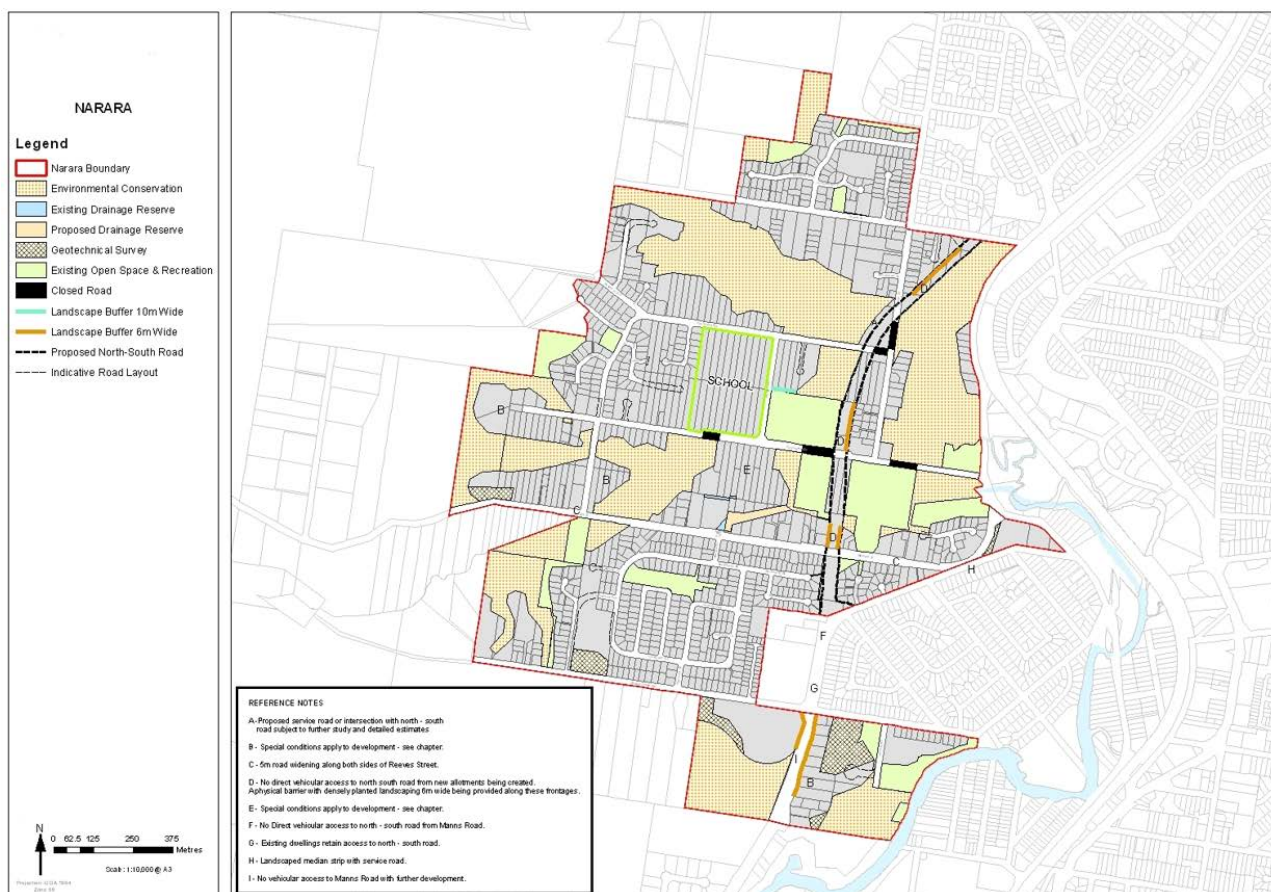 NARARA
Legend
Narara Boundary
Environmental Conservation
Existing Drainage Reserve
Proposed Drainage Reserve
Geotechnical Survey
Existing Open Space & Recreation
Closed Road
Landscape Buffer 10m Wide
Landscape Buffer 6m Wide
Proposed North-South Road
Indicative Road Layout
N
0 62.5 125 250 375
Metres
Scale: 1:10,000 @ A3
D
A
SCHOOL
B
D
E
B
C
D
C
C
H
F
G
I
B
REFERENCE NOTES
A-Proposed service road or intersection with north - south
road subject to further study and detailed estimates
B - Special conditions apply to development - see chapter.
C - 5m road widening along both sides of Reeves Street.
D - No direct vehicular access to north south road from new allotments being created.
Aphysical barrier with densely planted landscaping 6m wide being provided along these frontages.
E - Special conditions apply to development - see chapter.
F - No Direct vehicular access to north - south road from Manns Road.
G - Existing dwellings retain access to north - south road.
H - Landscaped median strip with service road.
I - No vehicular access to Manns Road with further development.